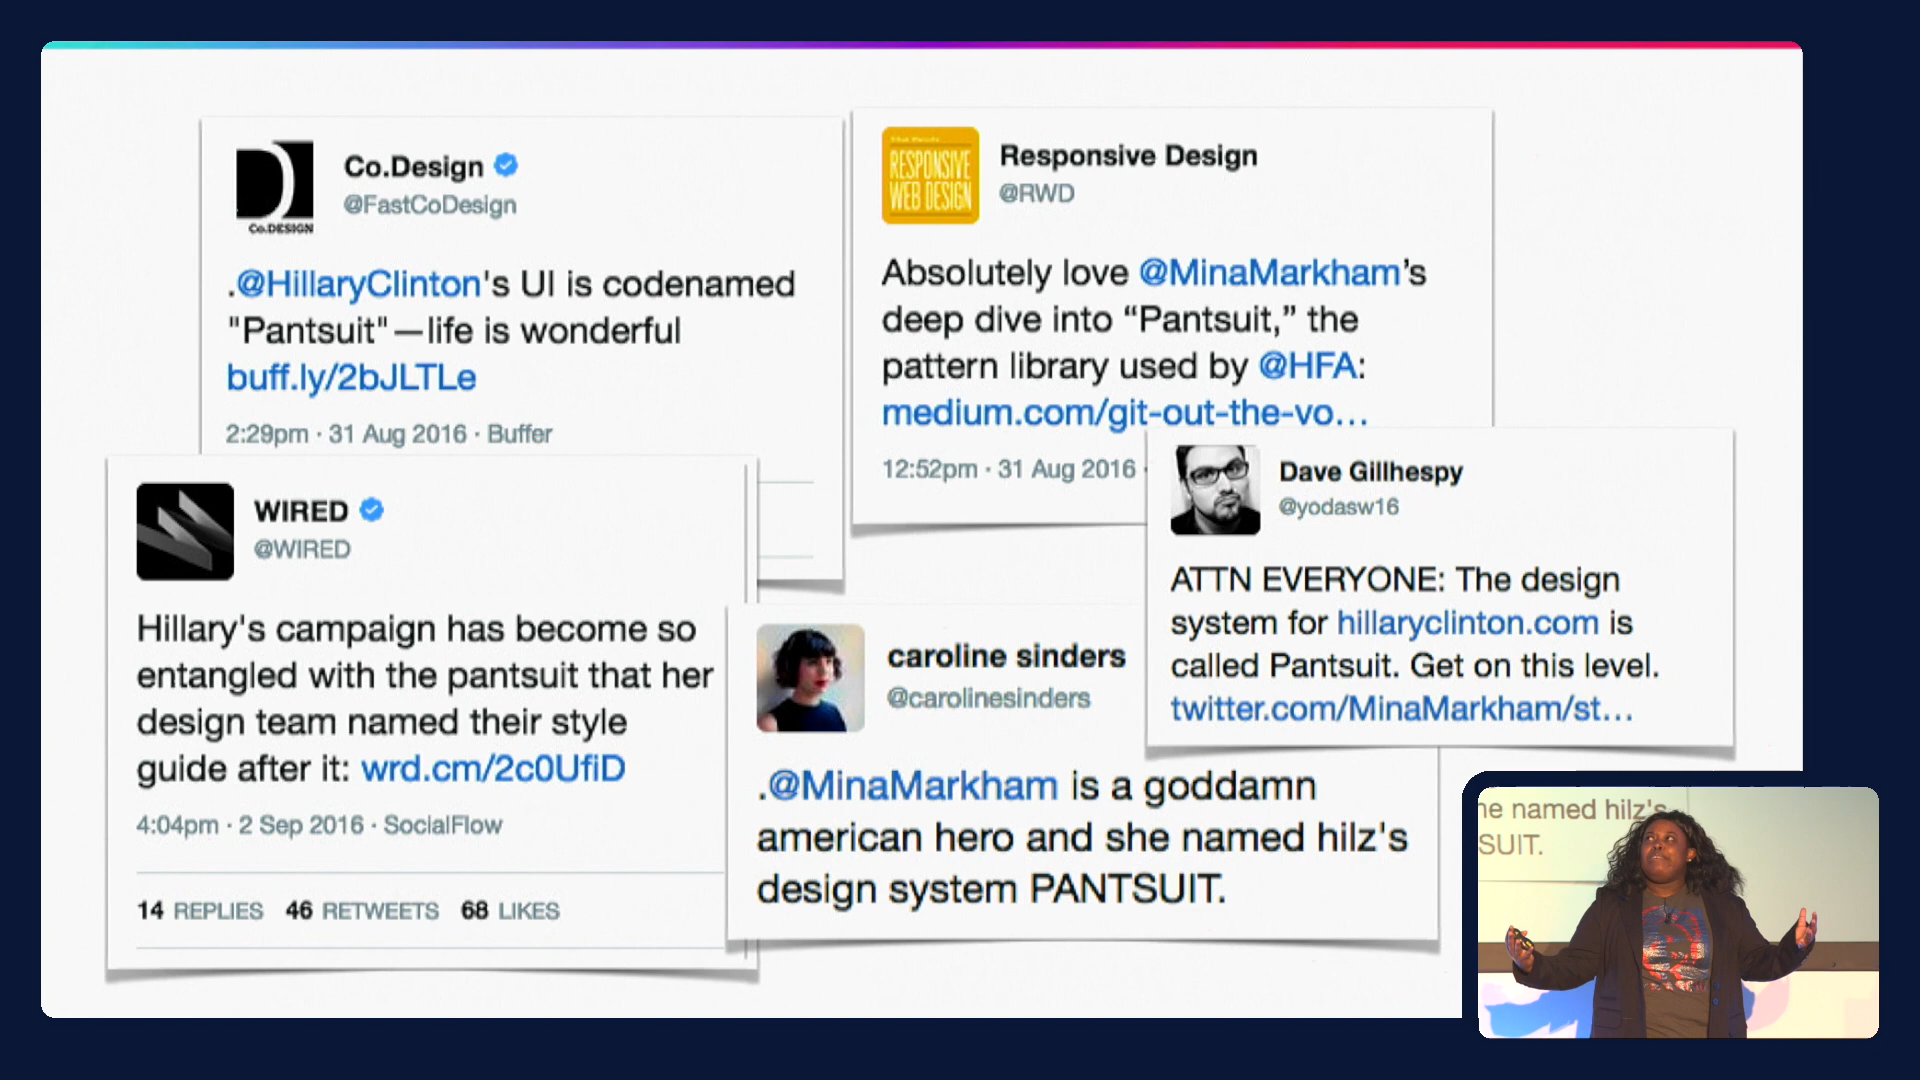 Co.DESIGN
Co.Design
@FastCoDesign
.@HillaryClinton's UI is codenamed
"Pantsuit"—life is wonderful
buff.ly/2bJLTLe
2:29pm · 31 Aug 2016 · Buffer
RESPONSIVE
WEB DESIGN
Responsive Design
@RWD
Absolutely love @MinaMarkham’s
deep dive into “Pantsuit,” the
pattern library used by @HFA:
medium.com/git-out-the-vo…
12:52pm · 31 Aug 2016 ·
WIRED
@WIRED
Hillary's campaign has become so
entangled with the pantsuit that her
design team named their style
guide after it: wrd.cm/2c0UfiD
4:04pm · 2 Sep 2016 · SocialFlow
14 REPLIES 46 RETWEETS 68 LIKES
Dave Gillhespy
@yodasw16
ATTN EVERYONE: The design
system for hillaryclinton.com is
called Pantsuit. Get on this level.
twitter.com/MinaMarkham/st…
caroline sinders
@carolinesinders
.@MinaMarkham is a goddamn
american hero and she named hilz's
design system PANTSUIT.
named hilz's
SUIT.